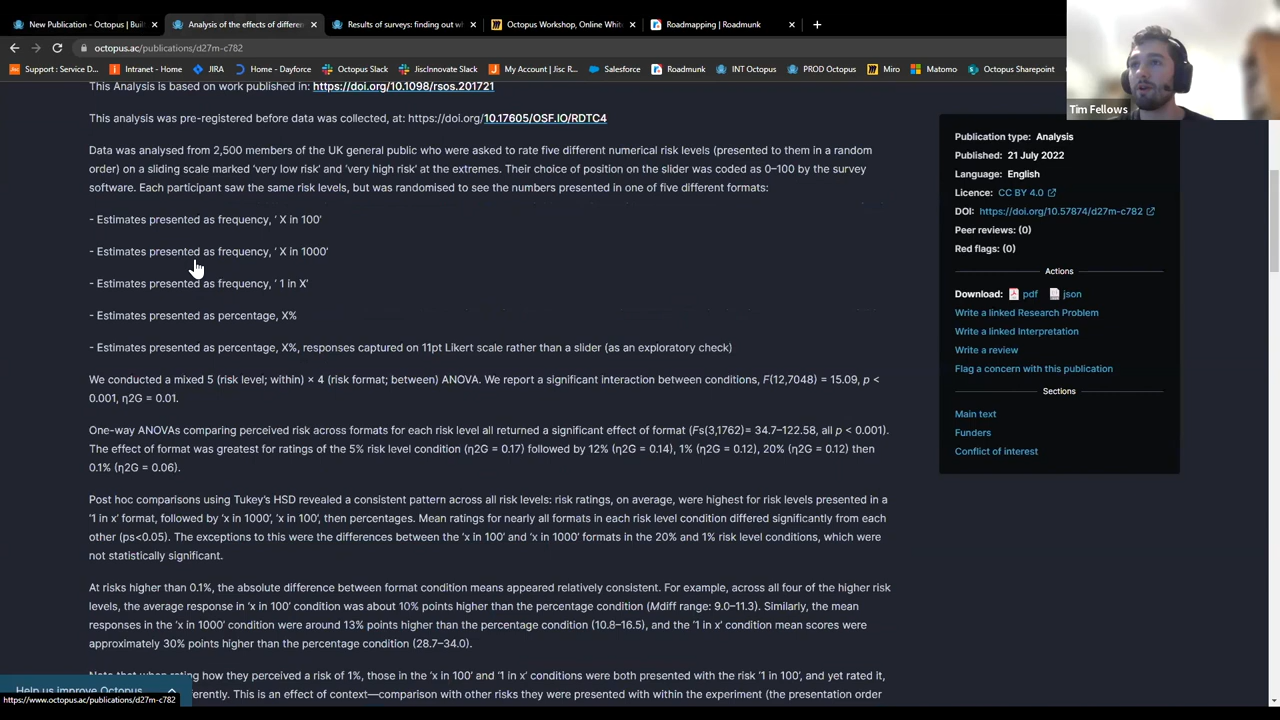 New Publication - Octopus | Buil
Analysis of the effects of differen
Results of surveys: finding out w
Octopus Workshop, Online Whit
Roadmapping | Roadmunk
octopus.ac/publications/d27m-c782
Support : Service D...
Intranet - Home
JIRA
Home - Dayforce
Octopus Slack
JiscInnovate Slack
My Account | Jisc R...
Salesforce
Roadmunk
INT Octopus
PROD Octopus
Miro
Matomo
Octopus Sharepoint
Tim Fellows
This Analysis is based on work published in: https://doi.org/10.1098/rsos.201721
This analysis was pre-registered before data was collected, at: https://doi.org/10.17605/OSF.IO/RDTC4
Data was analysed from 2,500 members of the UK general public who were asked to rate five different numerical risk levels (presented to them in a random
order) on a sliding scale marked ‘very low risk’ and ‘very high risk’ at the extremes. Their choice of position on the slider was coded as 0–100 by the survey
software. Each participant saw the same risk levels, but was randomised to see the numbers presented in one of five different formats:
- Estimates presented as frequency, ‘ X in 100’
- Estimates presented as frequency, ‘ X in 1000’
- Estimates presented as frequency, ‘ 1 in X’
- Estimates presented as percentage, X%
- Estimates presented as percentage, X%, responses captured on 11pt Likert scale rather than a slider (as an exploratory check)
We conducted a mixed 5 (risk level; within) × 4 (risk format; between) ANOVA. We report a significant interaction between conditions, F(12,7048) = 15.09, p <
0.001, η2G = 0.01.
One-way ANOVAs comparing perceived risk across formats for each risk level all returned a significant effect of format (Fs(3,1762)= 34.7–122.58, all p < 0.001).
The effect of format was greatest for ratings of the 5% risk level condition (η2G = 0.17) followed by 12% (η2G = 0.14), 1% (η2G = 0.12), 20% (η2G = 0.12) then
0.1% (η2G = 0.06).
Post hoc comparisons using Tukey’s HSD revealed a consistent pattern across all risk levels: risk ratings, on average, were highest for risk levels presented in a
‘1 in x’ format, followed by ‘x in 1000’, ‘x in 100’, then percentages. Mean ratings for nearly all formats in each risk level condition differed significantly from each
other (ps<0.05). The exceptions to this were the differences between the ‘x in 100’ and ‘x in 1000’ formats in the 20% and 1% risk level conditions, which were
not statistically significant.
At risks higher than 0.1%, the absolute difference between format condition means appeared relatively consistent. For example, across all four of the higher risk
levels, the average response in ‘x in 100’ condition was about 10% points higher than the percentage condition (Mdiff range: 9.0–11.3). Similarly, the mean
responses in the ‘x in 1000’ condition were around 13% points higher than the percentage condition (10.8–16.5), and the ‘1 in x’ condition mean scores were
approximately 30% points higher than the percentage condition (28.7–34.0).
Note that when rating how they perceived a risk of 1%, those in the ‘x in 100’ and ‘1 in x’ conditions were both presented with the risk ‘1 in 100’, and yet rated it,
ferently. This is an effect of context—comparison with other risks they were presented with within the experiment (the presentation order
Publication type: Analysis
Published: 21 July 2022
Language: English
Licence: CC BY 4.0
DOI: https://doi.org/10.57874/d27m-c782
Peer reviews: (0)
Red flags: (0)
Actions
Download: pdf json
Write a linked Research Problem
Write a linked Interpretation
Write a review
Flag a concern with this publication
Sections
Main text
Funders
Conflict of interest
Help us improve Octopus
https://www.octopus.ac/publications/d27m-c782